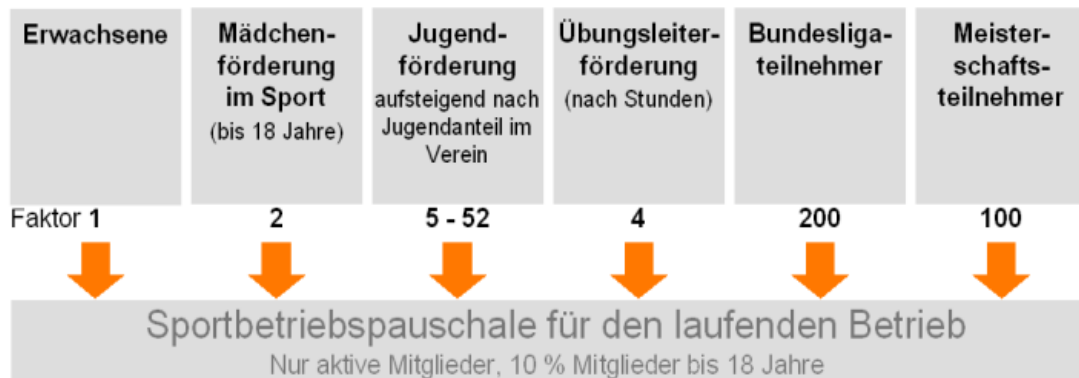 Erwachsene
Mädchen-
förderung
im Sport
(bis 18 Jahre)
Jugend-
förderung
aufsteigend nach
Jugendanteil im
Verein
Übungsleiter-
förderung
(nach Stunden)
Bundesliga-
teilnehmer
Meister-
schafts-
teilnehmer
Faktor 1
2
5 - 52
4
200
100
Sportbetriebspauschale für den laufenden Betrieb
Nur aktive Mitglieder, 10 % Mitglieder bis 18 Jahre